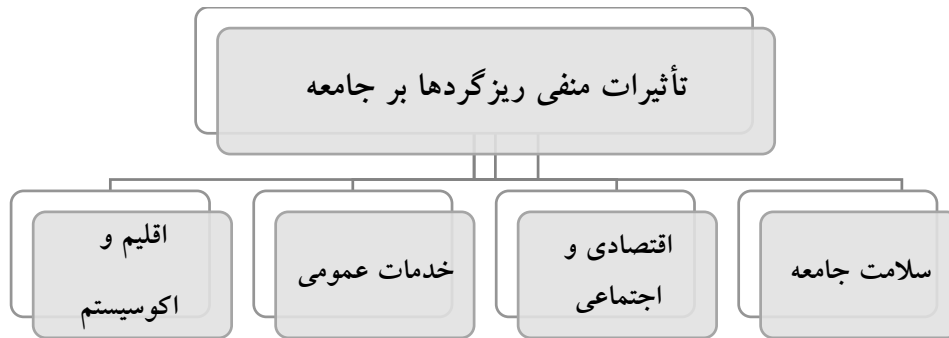 تأثیرات منفی ریزگردها بر جامعه
سلامت جامعه
اقتصادی و
اجتماعی
خدمات عمومی
اقلیم و
اکوسیستم